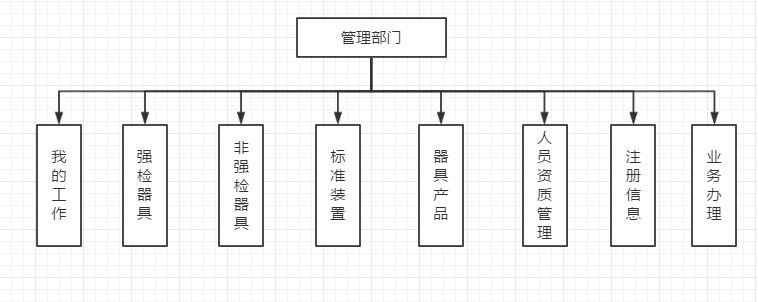 管理部门
我的工作
强检器具
非强检器具
标准装置
器具产品
人员资质管理
注册信息
业务办理